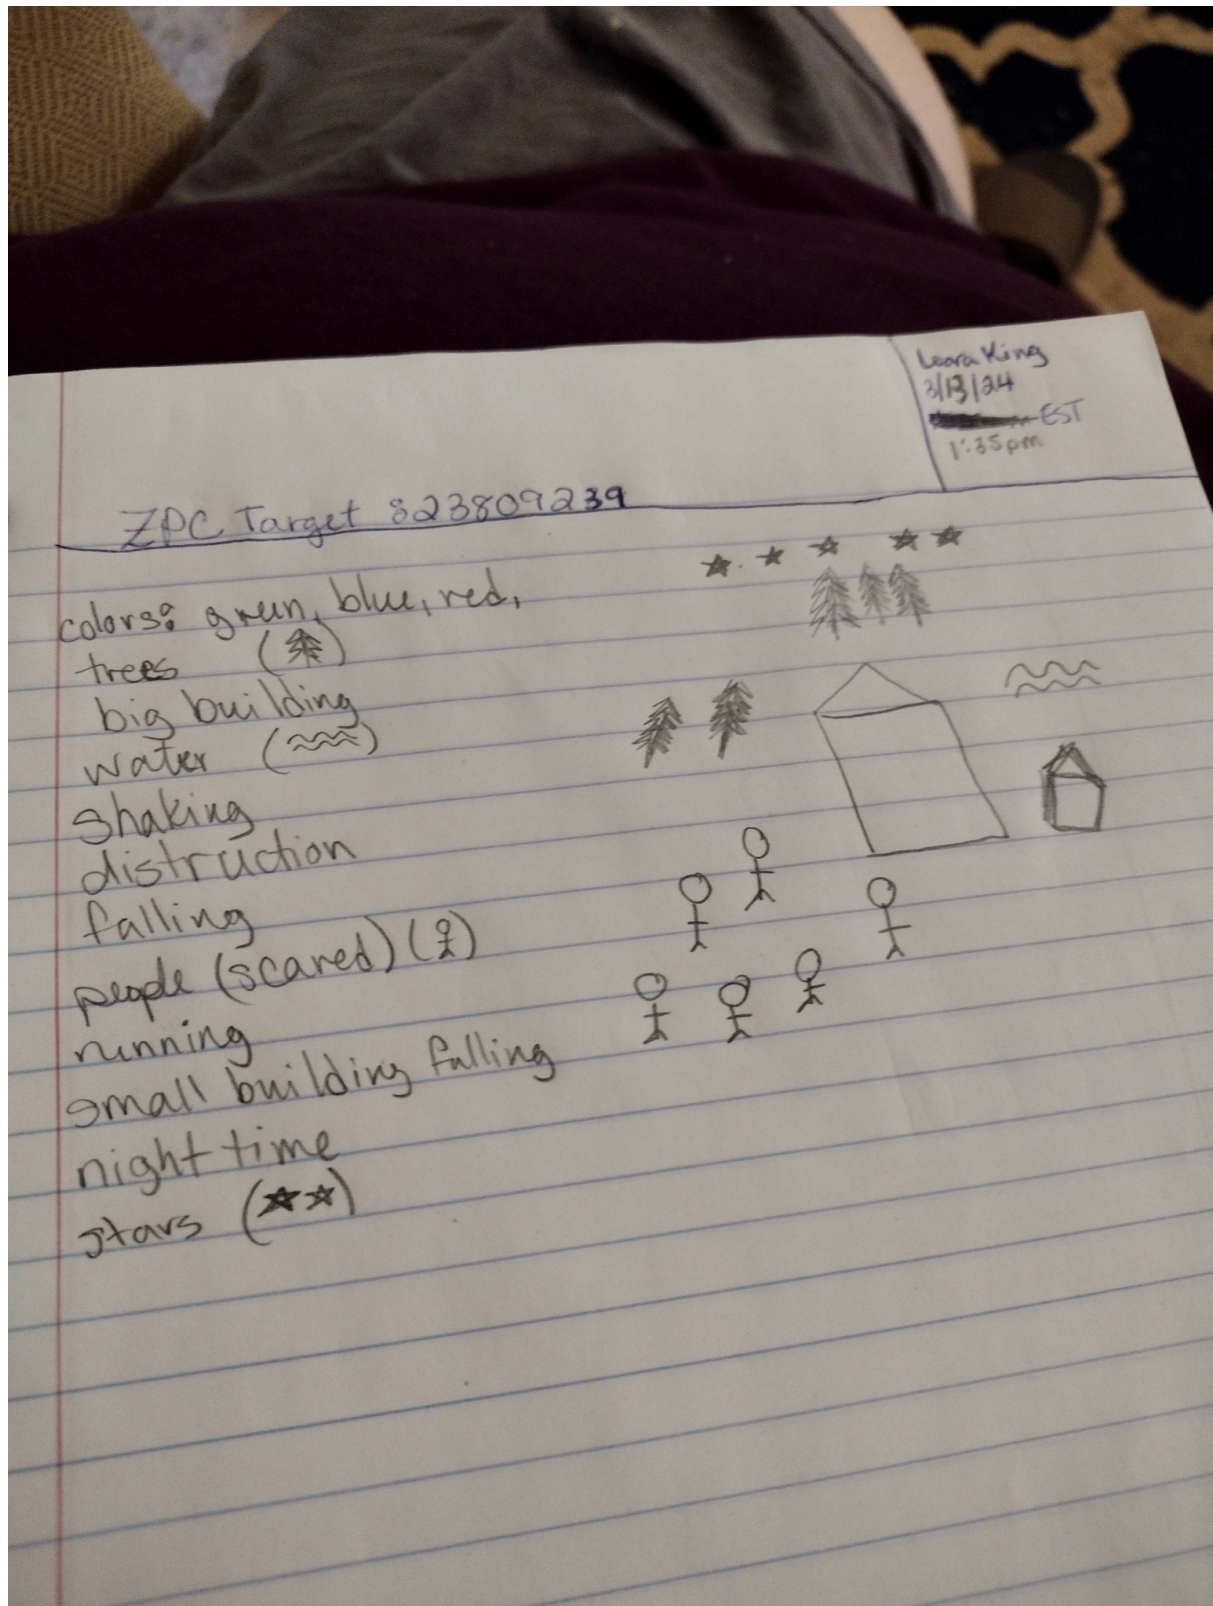 Leara King
3/13/24
EST
1:35pm
ZPC Target 823809239
colors: green, blue, red,
trees ( )
big building
water ( )
shaking
distruction
falling
people (scared) ( )
running
small building falling
night time
stars ( )